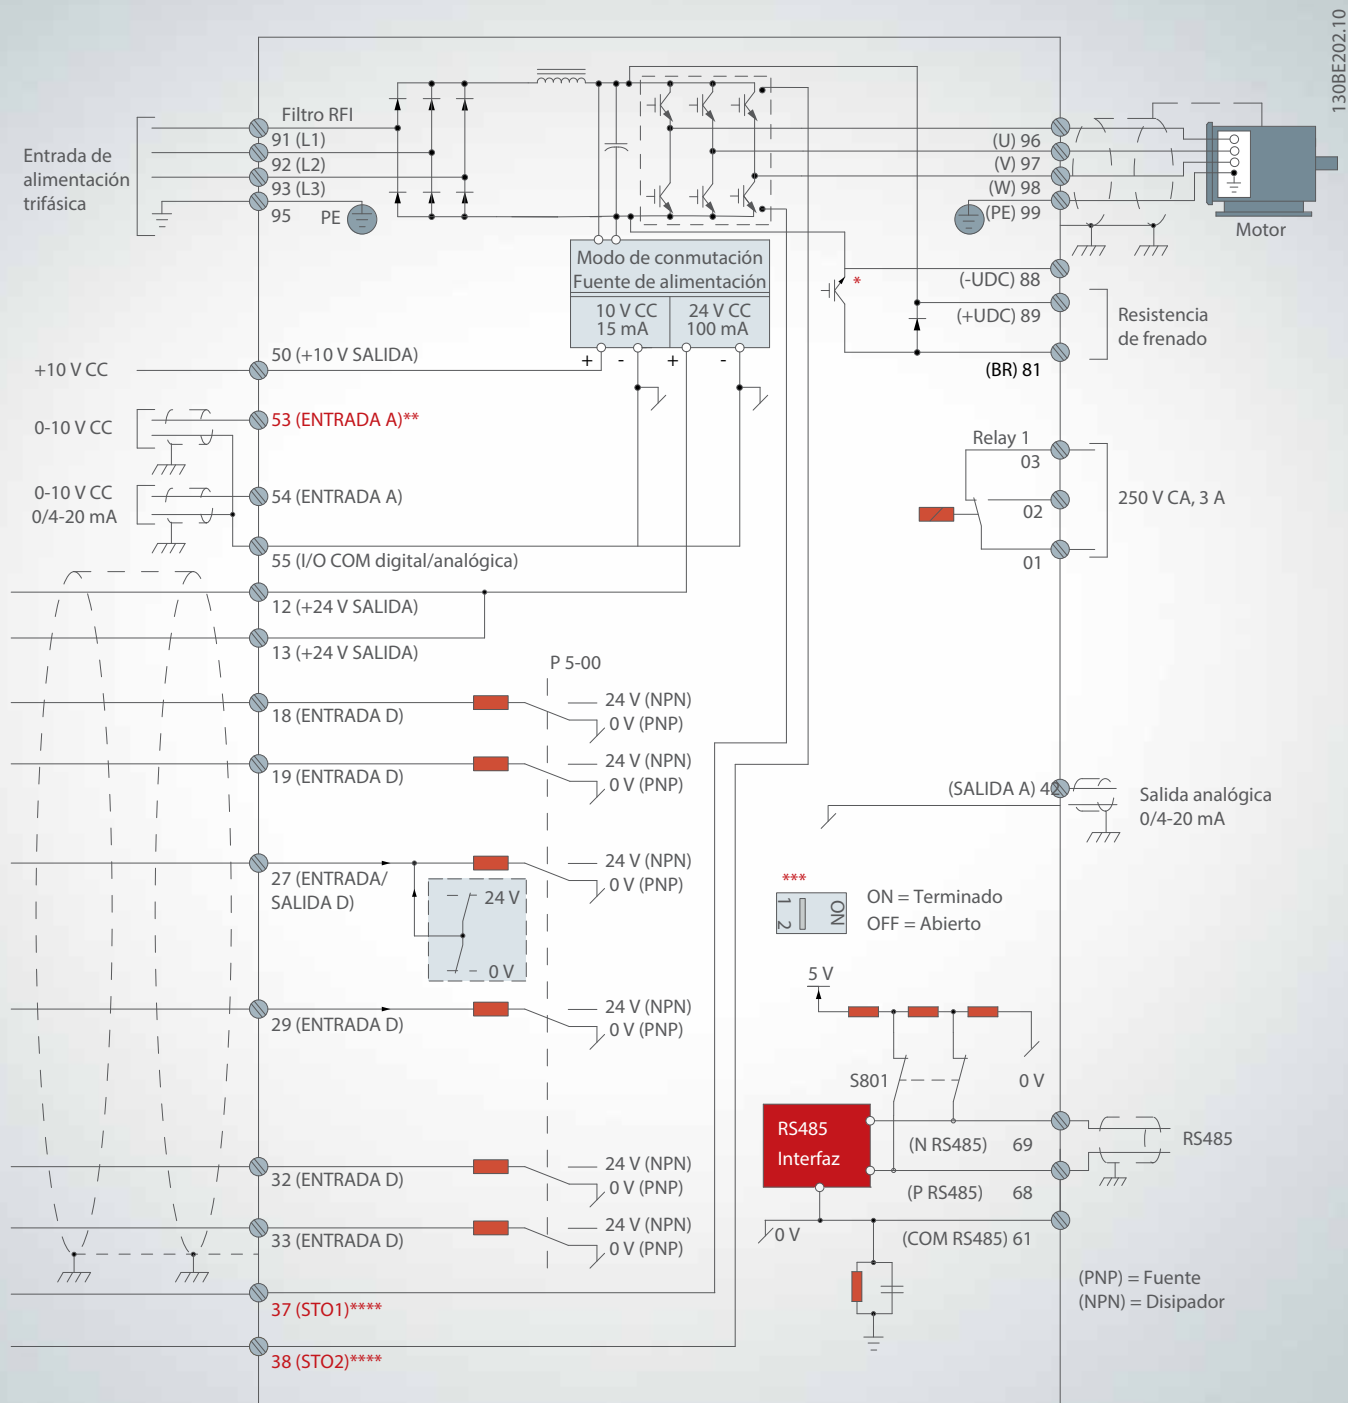 130BE202.10
Filtro RFI
Entrada de
alimentación
trifásica
91 (L1)
92 (L2)
93 (L3)
95
PE
(U) 96
(V) 97
(W) 98
(PE) 99
Motor
Modo de conmutación
Fuente de alimentación
10 V CC
15 mA
24 V CC
100 mA
+
-
+
-
*
(-UDC) 88
(+UDC) 89
(BR) 81
Resistencia
de frenado
+10 V CC
50 (+10 V SALIDA)
0-10 V CC
53 (ENTRADA A)**
0-10 V CC
0/4-20 mA
54 (ENTRADA A)
55 (I/O COM digital/analógica)
Relay 1
03
02
01
250 V CA, 3 A
12 (+24 V SALIDA)
13 (+24 V SALIDA)
P 5-00
18 (ENTRADA D)
24 V (NPN)
0 V (PNP)
19 (ENTRADA D)
24 V (NPN)
0 V (PNP)
(SALIDA A) 42
Salida analógica
0/4-20 mA
27 (ENTRADA/
SALIDA D)
24 V (NPN)
0 V (PNP)
24 V
0 V
***
1
2
ON
ON = Terminado
OFF = Abierto
29 (ENTRADA D)
24 V (NPN)
0 V (PNP)
5 V
S801
0 V
RS485
Interfaz
(N RS485) 69
(P RS485) 68
RS485
0 V
(COM RS485) 61
32 (ENTRADA D)
24 V (NPN)
0 V (PNP)
33 (ENTRADA D)
24 V (NPN)
0 V (PNP)
37 (STO1)****
38 (STO2)****
(PNP) = Fuente
(NPN) = Disipador